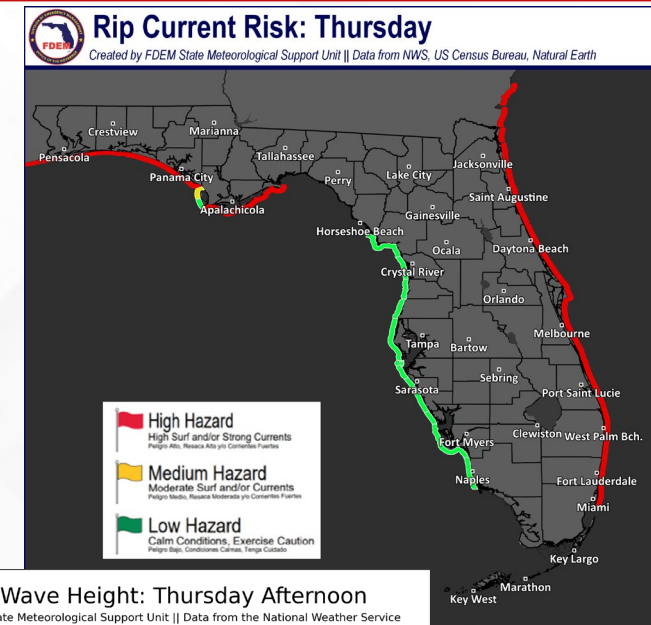 FDEM
Rip Current Risk: Thursday
Created by FDEM State Meteorological Support Unit || Data from NWS, US Census Bureau, Natural Earth
Crestview
Marianna
Pensacola
Tallahassee
Jacksonville
Panama City
Perry
Lake City
Saint Augustine
Apalachicola
Gainesville
Horseshoe Beach
Ocala
Daytona Beach
Crystal River
Orlando
Melbourne
Tampa
Bartow
Sebring
Sarasota
Port Saint Lucie
Clewiston
West Palm Bch.
Fort Myers
Naples
Fort Lauderdale
Miami
Key Largo
Marathon
Key West
High Hazard
High Surf and/or Strong Currents
Peligro Alto, Resaca Alta y/o Corrientes Fuertes
Medium Hazard
Moderate Surf and/or Currents
Peligro Medio, Resaca Moderada y/o Corrientes Fuertes
Low Hazard
Calm Conditions, Exercise Caution
Peligro Bajo, Condiciones Calmas, Tenga Cuidado
Wave Height: Thursday Afternoon
ate Meteorological Support Unit || Data from the National Weather Service